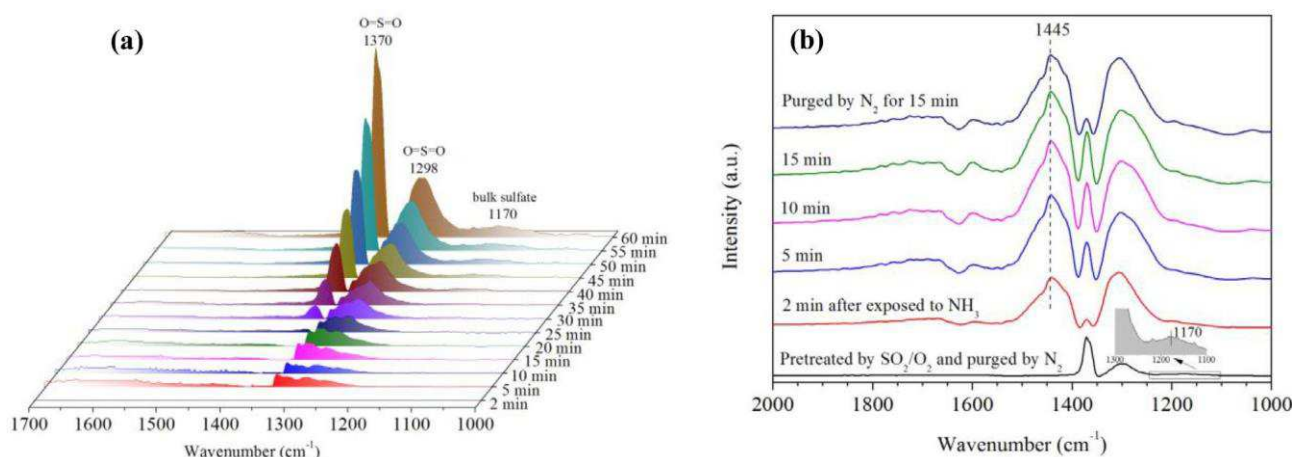 (a)
O=S=O
1370
O=S=O
1298
bulk sulfate
1170
60 min
55 min
50 min
45 min
40 min
35 min
30 min
25 min
20 min
15 min
10 min
5 min
2 min
1700 1600 1500 1400 1300 1200 1100 1000
Wavenumber (cm⁻¹)
(b)
1445
Purged by N₂ for 15 min
15 min
10 min
5 min
2 min after exposed to NH₃
1170
1300 1200 1100
Pretreated by SO₂/O₂ and purged by N₂
Intensity (a.u.)
2000 1800 1600 1400 1200 1000
Wavenumber (cm⁻¹)